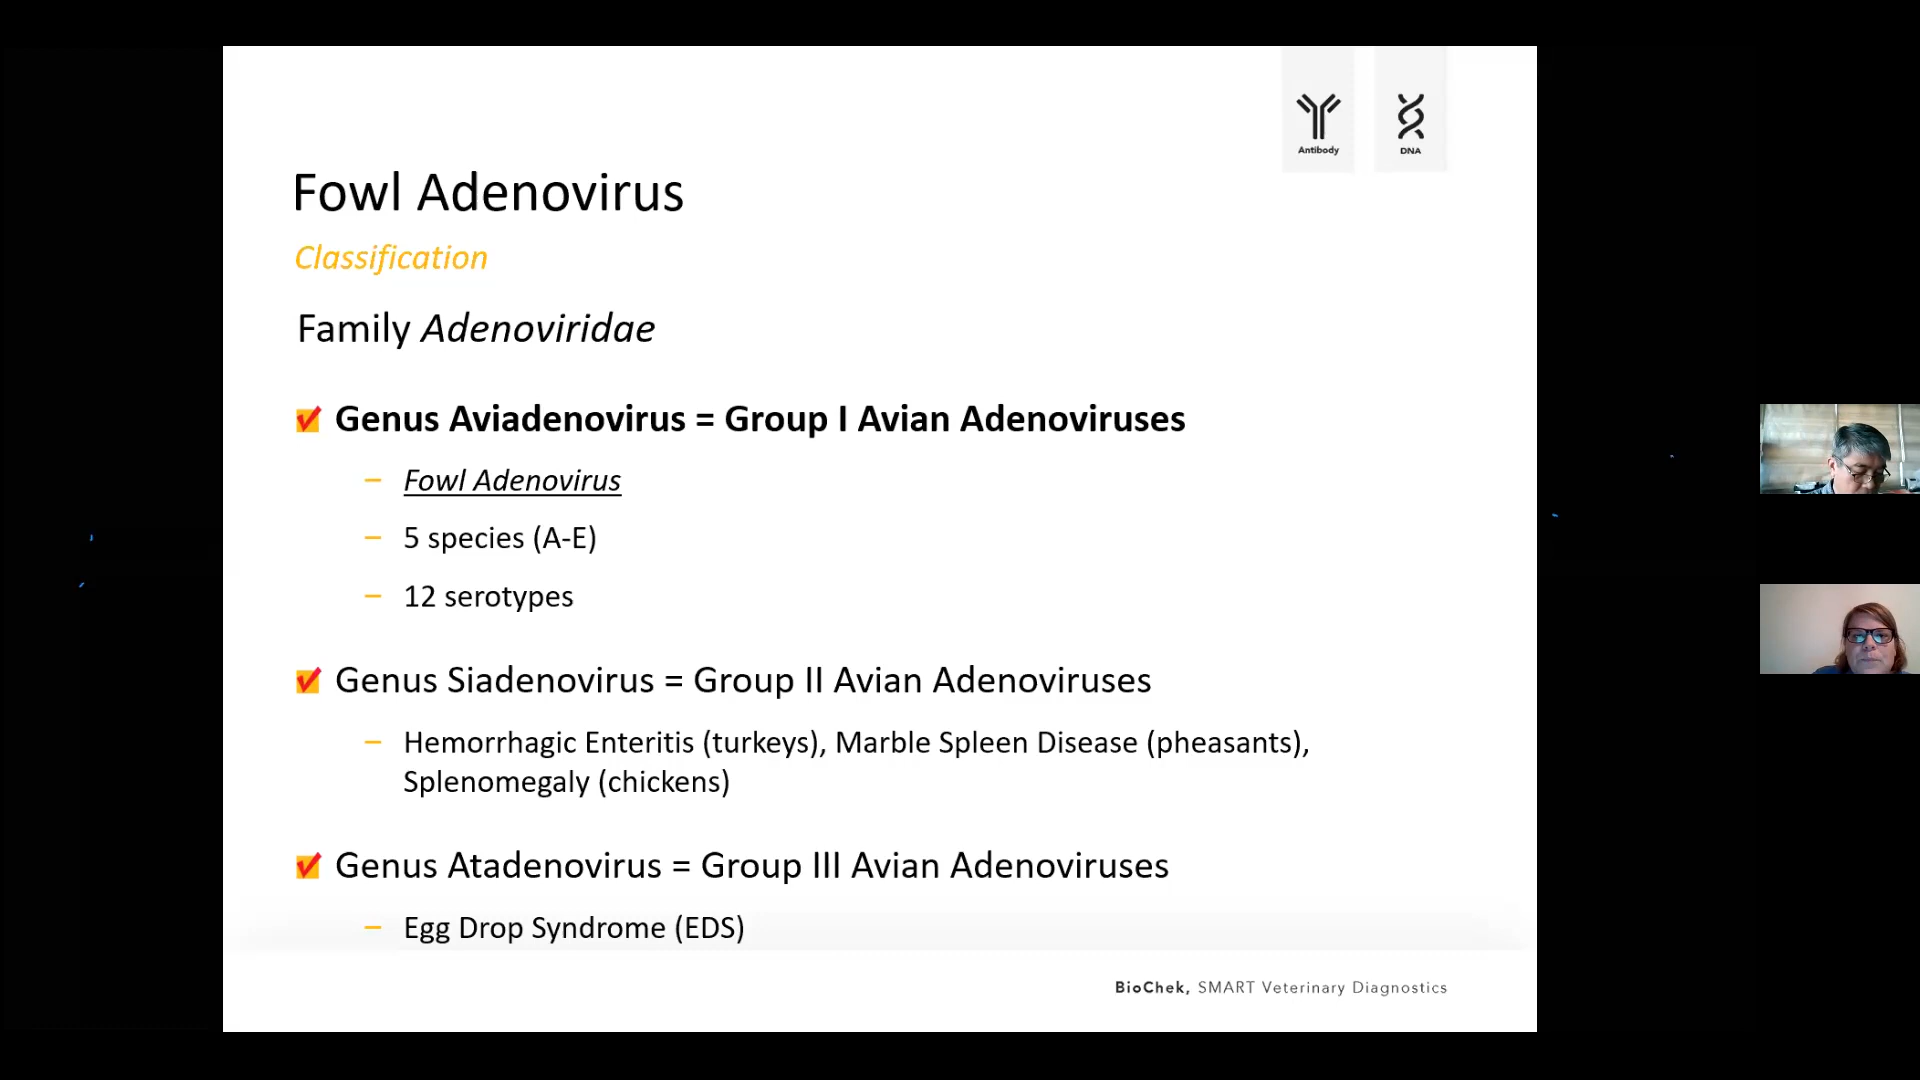 Antibody
DNA
Fowl Adenovirus
Classification
Family Adenoviridae
Genus Aviadenovirus = Group I Avian Adenoviruses
– Fowl Adenovirus
– 5 species (A-E)
– 12 serotypes
Genus Siadenovirus = Group II Avian Adenoviruses
– Hemorrhagic Enteritis (turkeys), Marble Spleen Disease (pheasants),
Splenomegaly (chickens)
Genus Atadenovirus = Group III Avian Adenoviruses
– Egg Drop Syndrome (EDS)
BioChek, SMART Veterinary Diagnostics